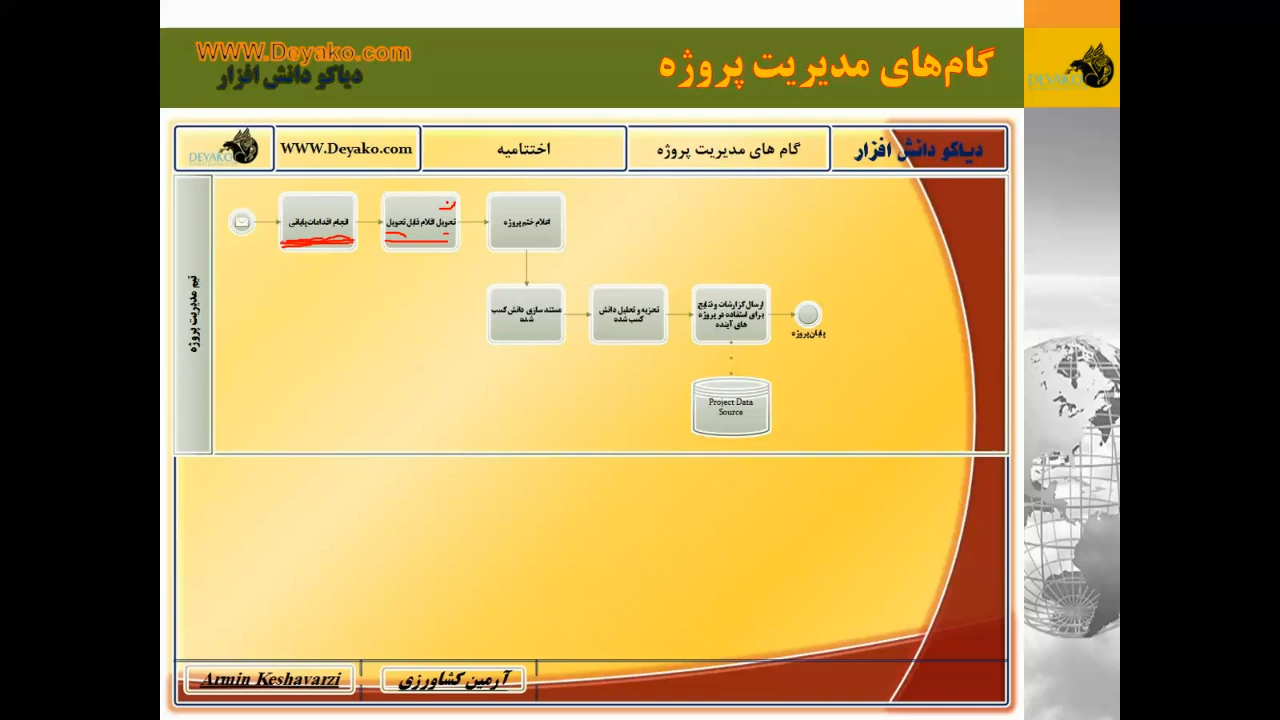 WWW.Deyako.com
دیاکو دانش افزار
گام‌های مدیریت پروژه
DEYAKO
DEYAKO
WWW.Deyako.com
اختتامیه
گام های مدیریت پروژه
دیاکو دانش افزار
تیم مدیریت پروژه
انجام اقدامات پایانی
تحویل اقلام قابل تحویل
اعلام ختم پروژه
مستند سازی دانش کسب
شده
تجزیه و تحلیل دانش
کسب شده
ارسال گزارشات و نتایج
برای استفاده در پروژه
های آینده
پایان پروژه
Project Data
Source
Armin Keshavarzi
آرمین کشاورزی